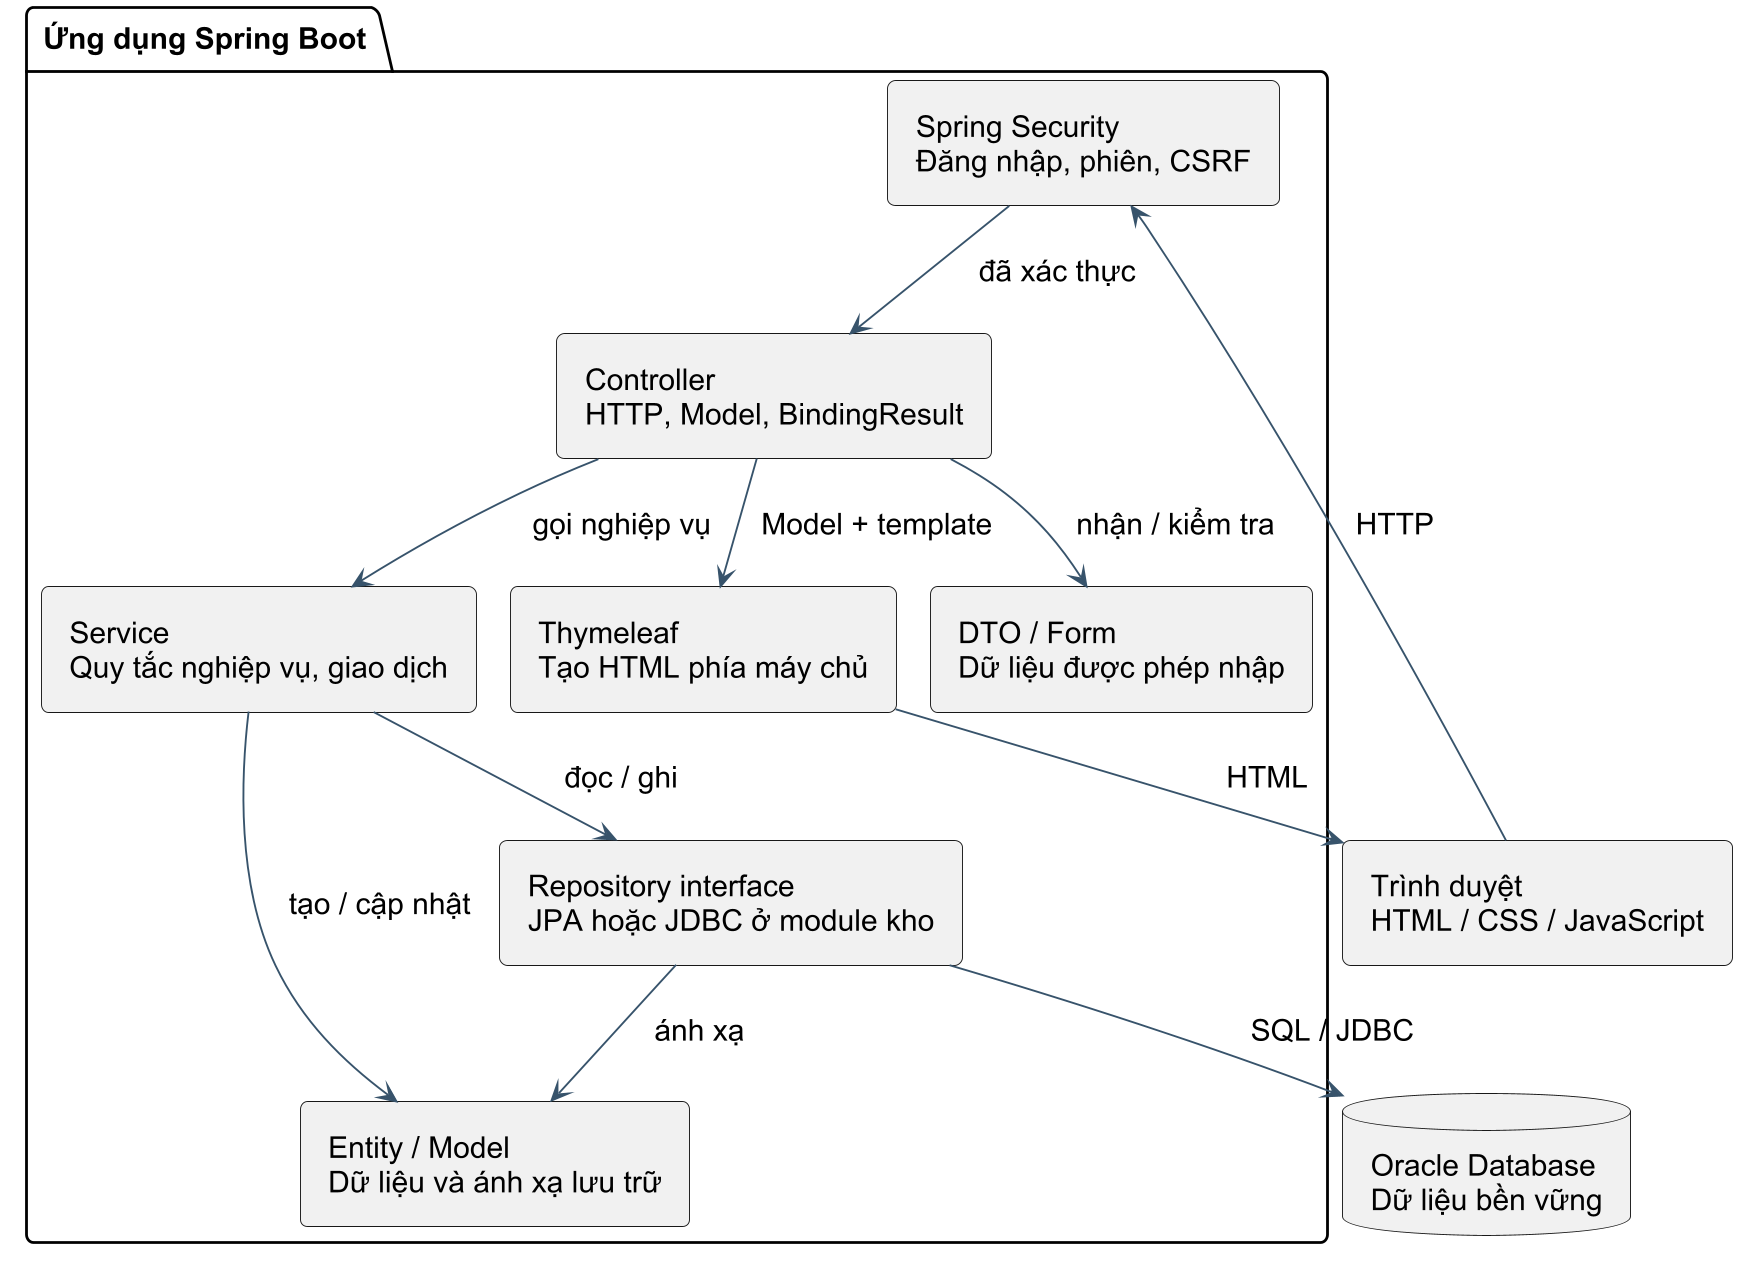 Ứng dụng Spring Boot
Spring Security
Đăng nhập, phiên, CSRF
đã xác thực
Controller
HTTP, Model, BindingResult
gọi nghiệp vụ
Model + template
nhận / kiểm tra
HTTP
Service
Quy tắc nghiệp vụ, giao dịch
Thymeleaf
Tạo HTML phía máy chủ
DTO / Form
Dữ liệu được phép nhập
đọc / ghi
HTML
tạo / cập nhật
Repository interface
JPA hoặc JDBC ở module kho
Trình duyệt
HTML / CSS / JavaScript
ánh xạ
SQL / JDBC
Entity / Model
Dữ liệu và ánh xạ lưu trữ
Oracle Database
Dữ liệu bền vững